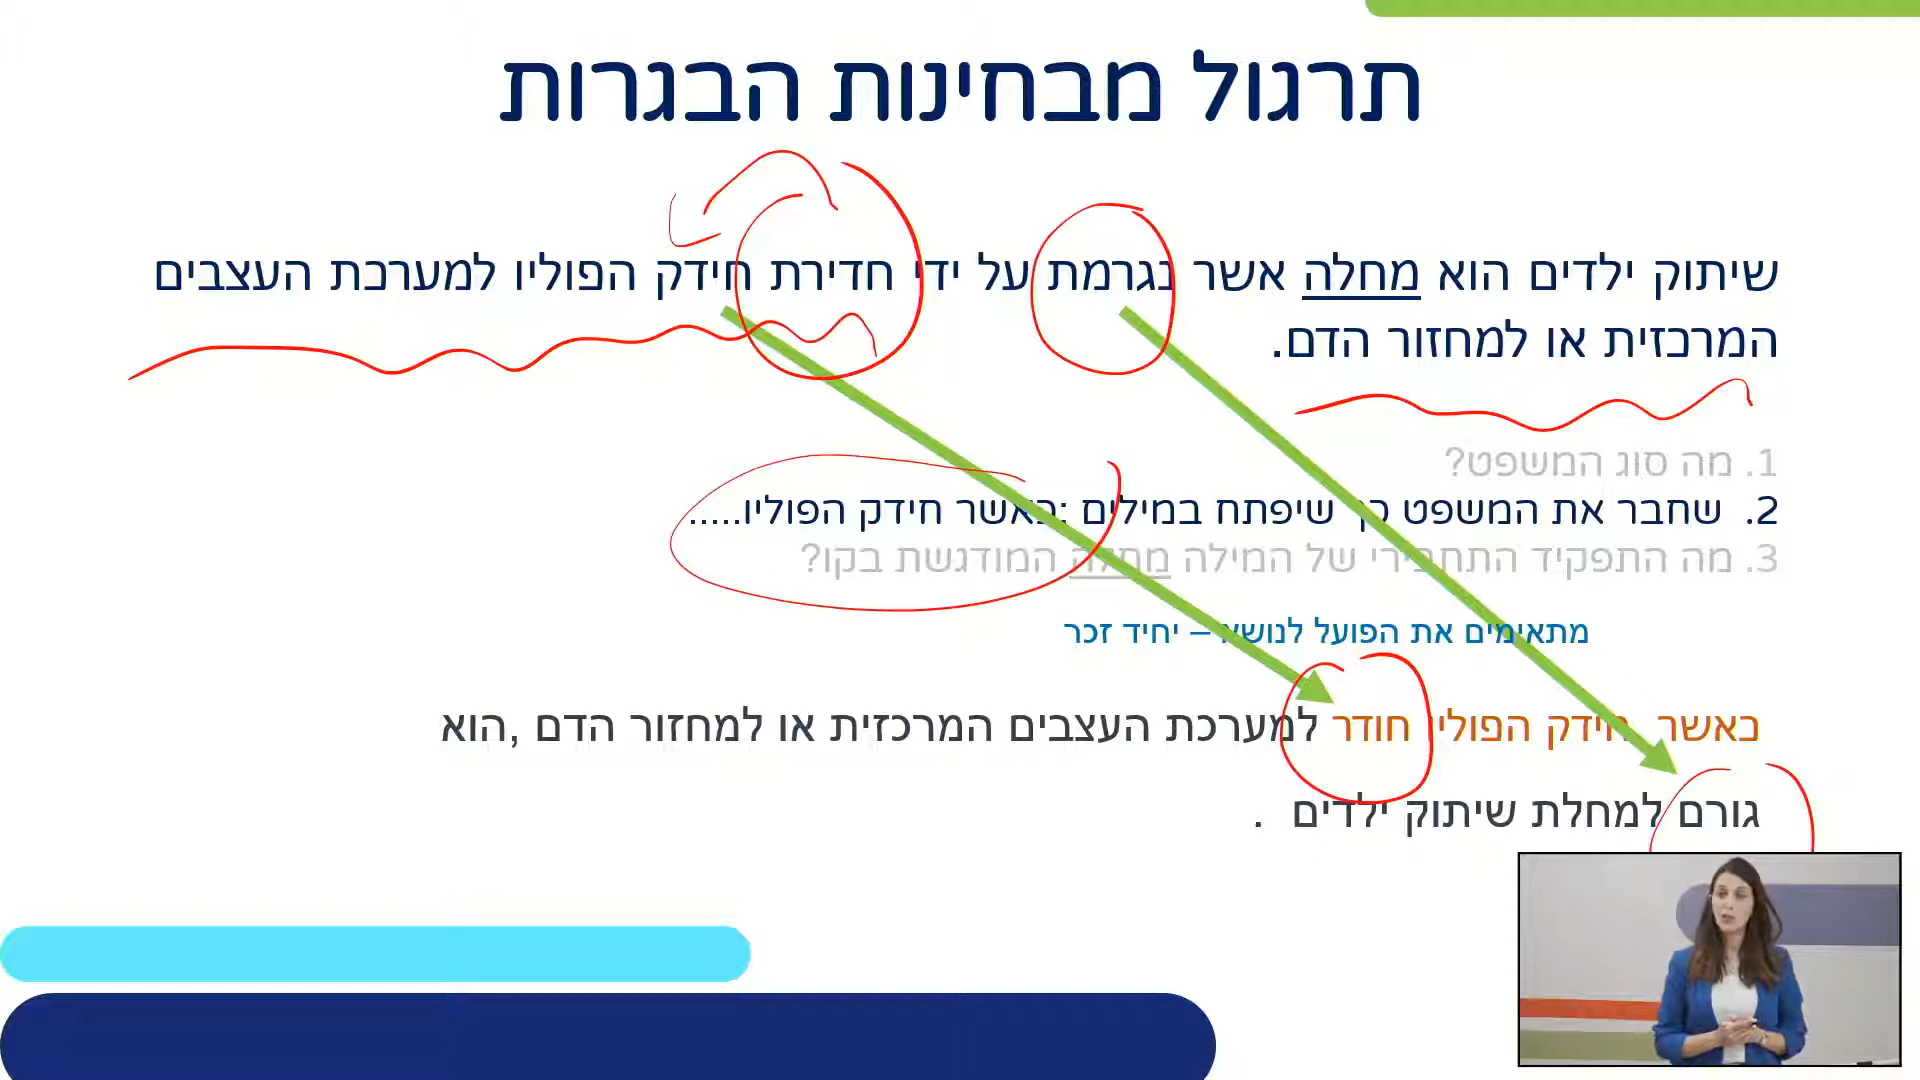 תרגול מבחינות הבגרות
שיתוק ילדים הוא מחלה אשר נגרמת על ידי חדירת חידק הפוליו למערכת העצבים
המרכזית או למחזור הדם.
1. מה סוג המשפט?
2. שחבר את המשפט כך שיפתח במילים :כאשר חידק הפוליו.....
3. מה התפקיד התחבירי של המילה מחלה המודגשת בקו?
מתאימים את הפועל לנושא – יחיד זכר
כאשר חידק הפוליו חודר למערכת העצבים המרכזית או למחזור הדם ,הוא
גורם למחלת שיתוק ילדים .